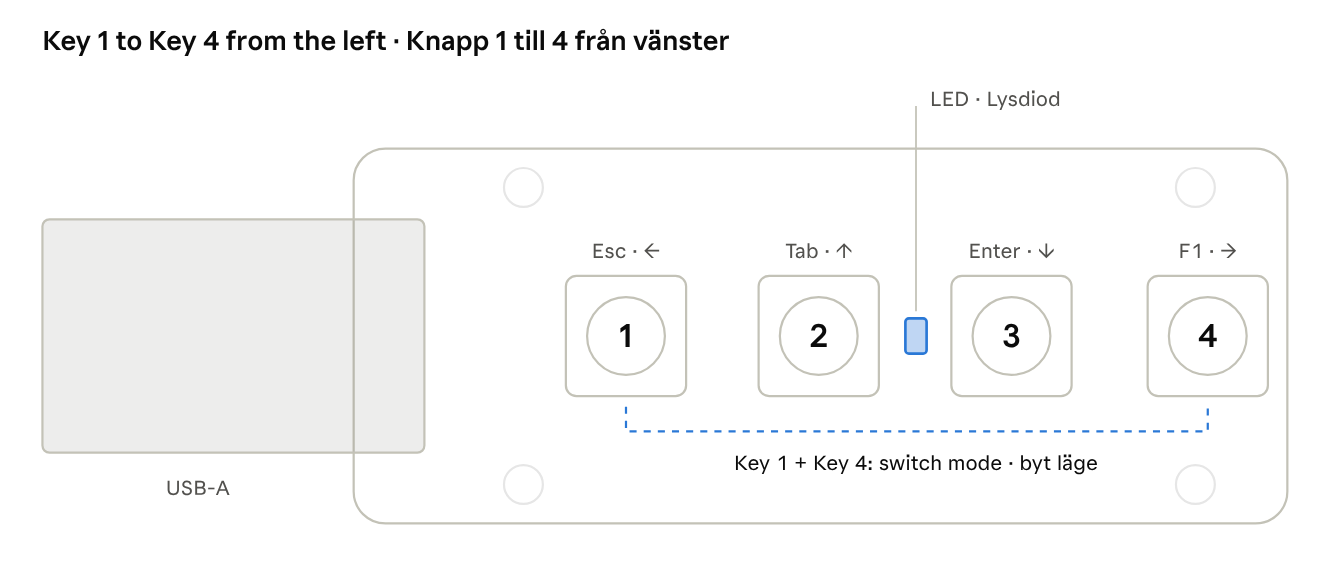 Key 1 to Key 4 from the left · Knapp 1 till 4 från vänster
LED · Lysdiod
Esc · ← Tab · ↑ Enter · ↓ F1 · →
1 2 3 4
Key 1 + Key 4: switch mode · byt läge
USB-A